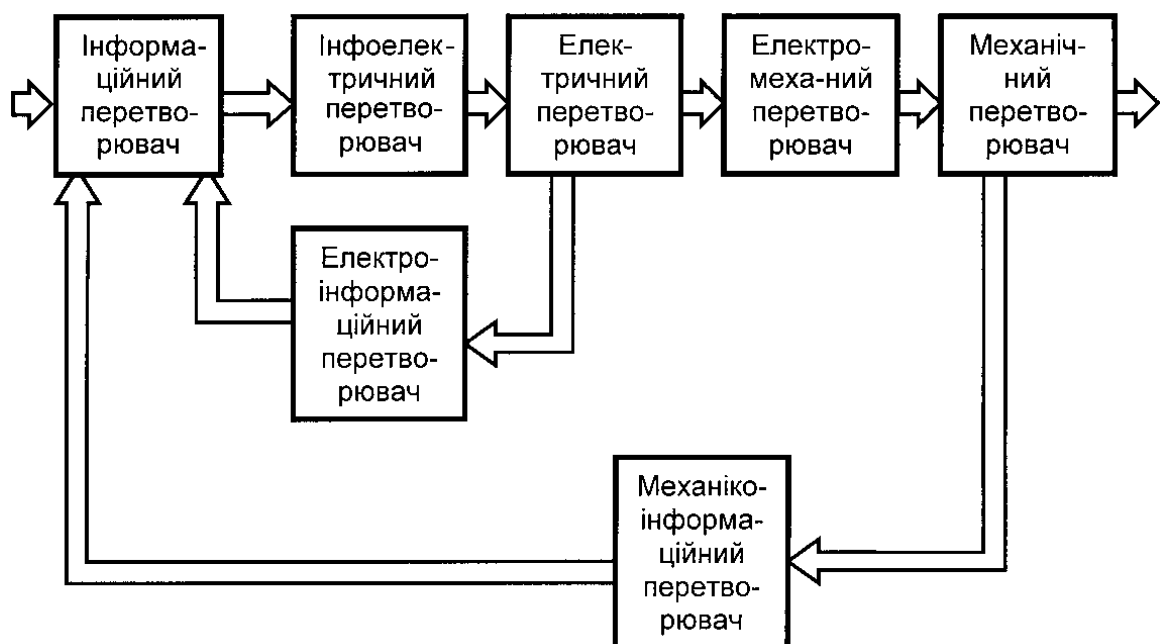 Інформа-
ційний
перетво-
рювач
Інфоелек-
тричний
перетво-
рювач
Елек-
тричний
перетво-
рювач
Електро-
меха-ний
перетво-
рювач
Механіч-
ний
перетво-
рювач
Електро-
інформа-
ційний
перетво-
рювач
Механіко-
інформа-
ційний
перетво-
рювач